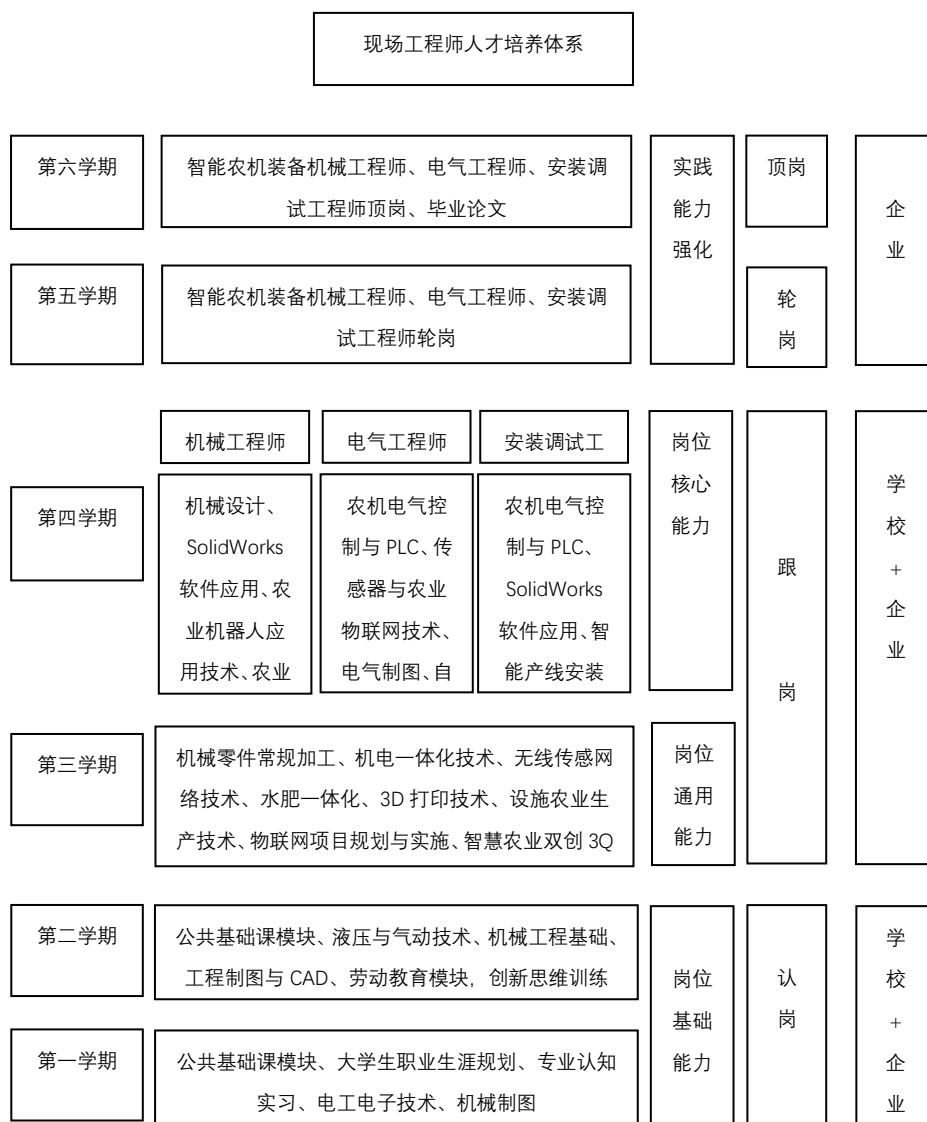 现场工程师人才培养体系
第六学期
智能农机装备机械工程师、电气工程师、安装调
试工程师顶岗、毕业论文
实践
能力
强化
顶岗
企
业
第五学期
智能农机装备机械工程师、电气工程师、安装调
试工程师轮岗
轮
岗
机械工程师
电气工程师
安装调试工
岗位
核心
能力
跟
岗
学
校
+
企
业
第四学期
机械设计、
SolidWorks
软件应用、农
业机器人应
用技术、农业
农机电气控
制与 PLC、传
感器与农业
物联网技术、
电气制图、自
农机电气控
制与 PLC、
SolidWorks
软件应用、智
能产线安装
第三学期
机械零件常规加工、机电一体化技术、无线传感网
络技术、水肥一体化、3D 打印技术、设施农业生
产技术、物联网项目规划与实施、智慧农业双创 3Q
岗位
通用
能力
第二学期
公共基础课模块、液压与气动技术、机械工程基础、
工程制图与 CAD、劳动教育模块，创新思维训练
岗位
基础
能力
认
岗
学
校
+
企
业
第一学期
公共基础课模块、大学生职业生涯规划、专业认知
实习、电工电子技术、机械制图